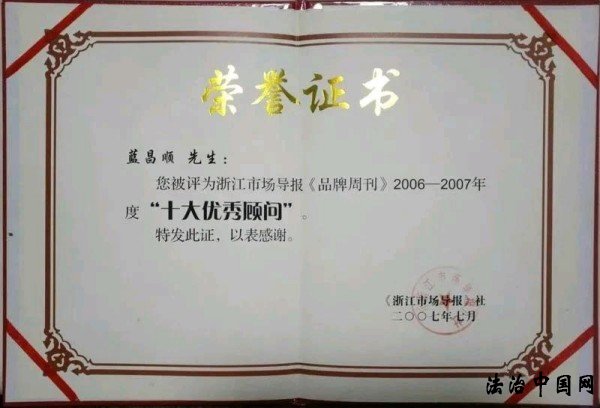 荣誉证书
蓝昌顺 先生：
您被评为浙江市场导报《品牌周刊》2006—2007年
度“十大优秀顾问”。
特发此证，以表感谢。
《浙江市场导报》社
二〇〇七年七月
法治中国网